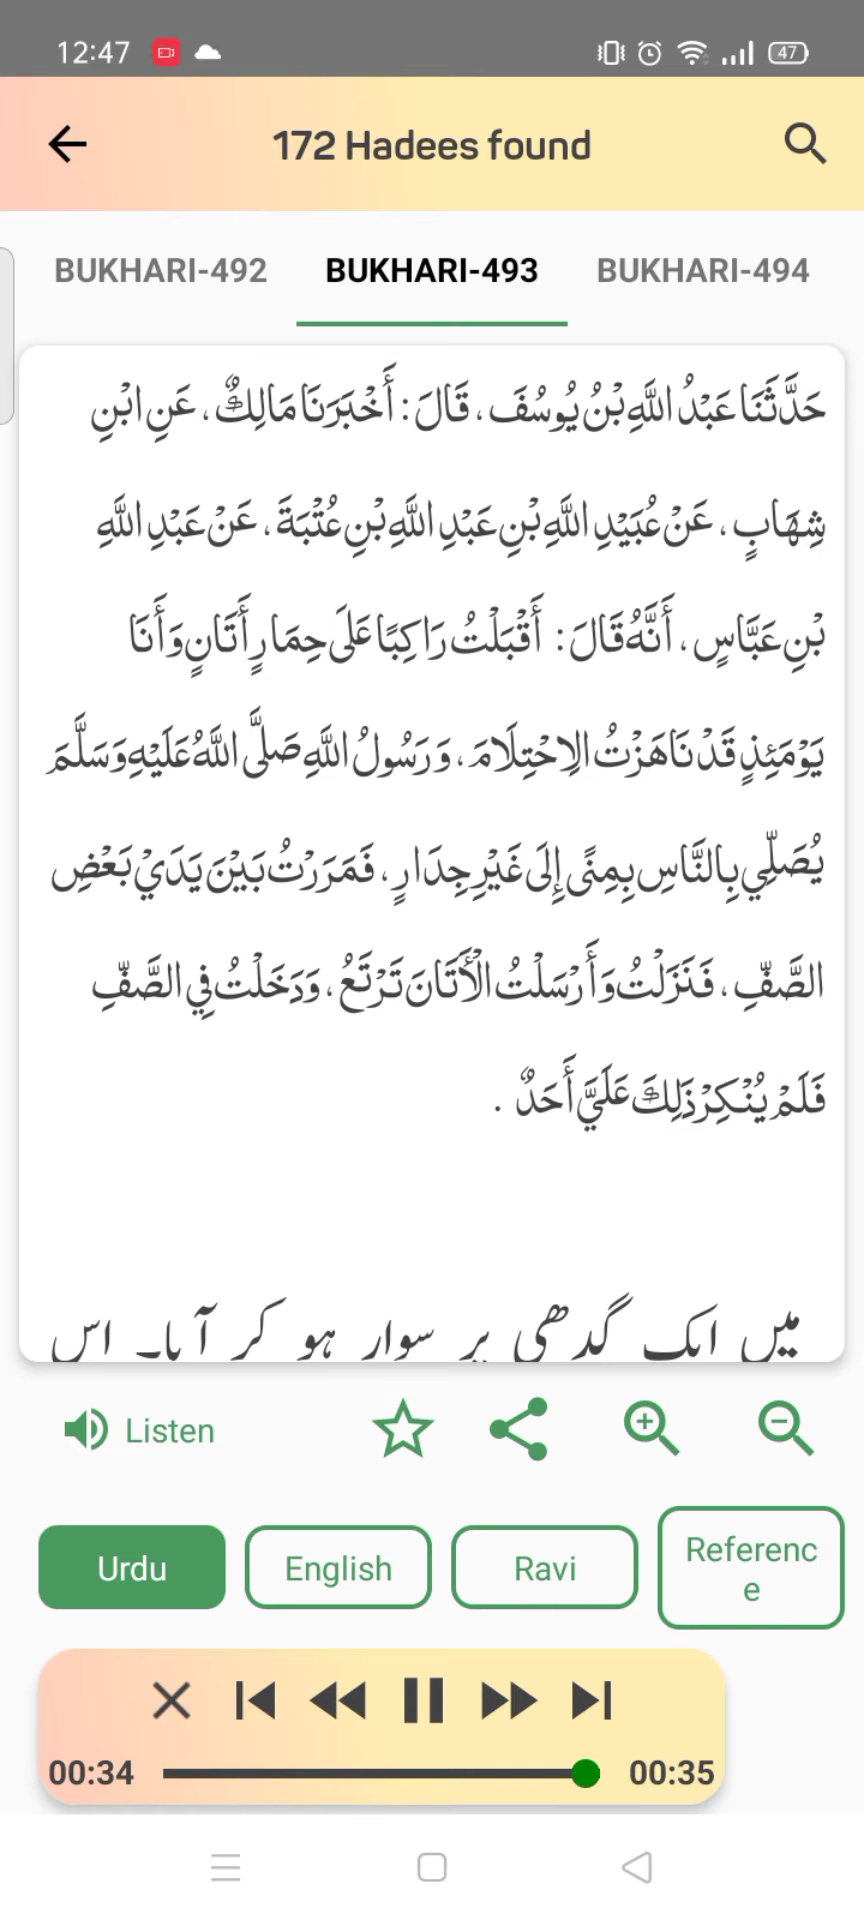 12:47
47
172 Hadees found
BUKHARI-492 BUKHARI-493 BUKHARI-494
حَدَّثَنَا عَبْدُ اللَّهِ بْنُ يُوسُفَ ، قَالَ : أَخْبَرَنَا مَالِكٌ ، عَنِ ابْنِ
شِهَابٍ ، عَنْ عُبَيْدِ اللَّهِ بْنِ عَبْدِ اللَّهِ بْنِ عُتْبَةَ ، عَنْ عَبْدِ اللَّهِ
بْنِ عَبَّاسٍ ، أَنَّهُ قَالَ : أَقْبَلْتُ رَاكِبًا عَلَى حِمَارٍ أَتَانٍ وَأَنَا
يَوْمَئِذٍ قَدْ نَاهَزْتُ الِاحْتِلَامَ ، وَرَسُولُ اللَّهِ صَلَّى اللَّهُ عَلَيْهِ وَسَلَّمَ
يُصَلِّي بِالنَّاسِ بِمِنًى إِلَى غَيْرِ جِدَارٍ ، فَمَرَرْتُ بَيْنَ يَدَيْ بَعْضِ
الصَّفِّ ، فَنَزَلْتُ وَأَرْسَلْتُ الْأَتَانَ تَرْتَعُ ، وَدَخَلْتُ فِي الصَّفِّ
فَلَمْ يُنْكِرْ ذَلِكَ عَلَيَّ أَحَدٌ .
میں ایک گدھی پر سوار ہو کر آیا۔ اس
Listen
Urdu English Ravi Referenc
e
00:34 00:35